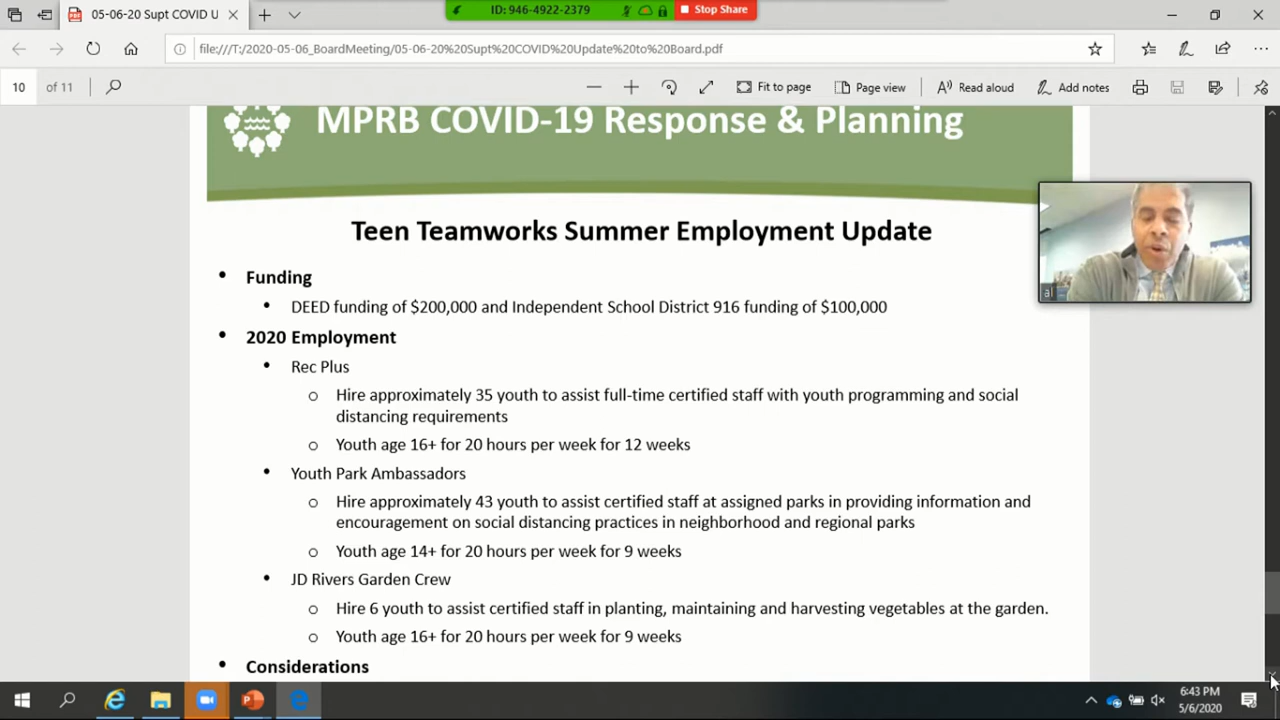 05-06-20 Supt COVID U
ID: 946-4922-2379
Stop Share
file:///T:/2020-05-06_BoardMeeting/05-06-20%20Supt%20COVID%20Update%20to%20Board.pdf
10 of 11
Fit to page
Page view
Read aloud
Add notes
MPRB COVID-19 Response & Planning
Teen Teamworks Summer Employment Update
• Funding
• DEED funding of $200,000 and Independent School District 916 funding of $100,000
• 2020 Employment
• Rec Plus
o Hire approximately 35 youth to assist full-time certified staff with youth programming and social
distancing requirements
o Youth age 16+ for 20 hours per week for 12 weeks
• Youth Park Ambassadors
o Hire approximately 43 youth to assist certified staff at assigned parks in providing information and
encouragement on social distancing practices in neighborhood and regional parks
o Youth age 14+ for 20 hours per week for 9 weeks
• JD Rivers Garden Crew
o Hire 6 youth to assist certified staff in planting, maintaining and harvesting vegetables at the garden.
o Youth age 16+ for 20 hours per week for 9 weeks
• Considerations
al
6:43 PM
5/6/2020